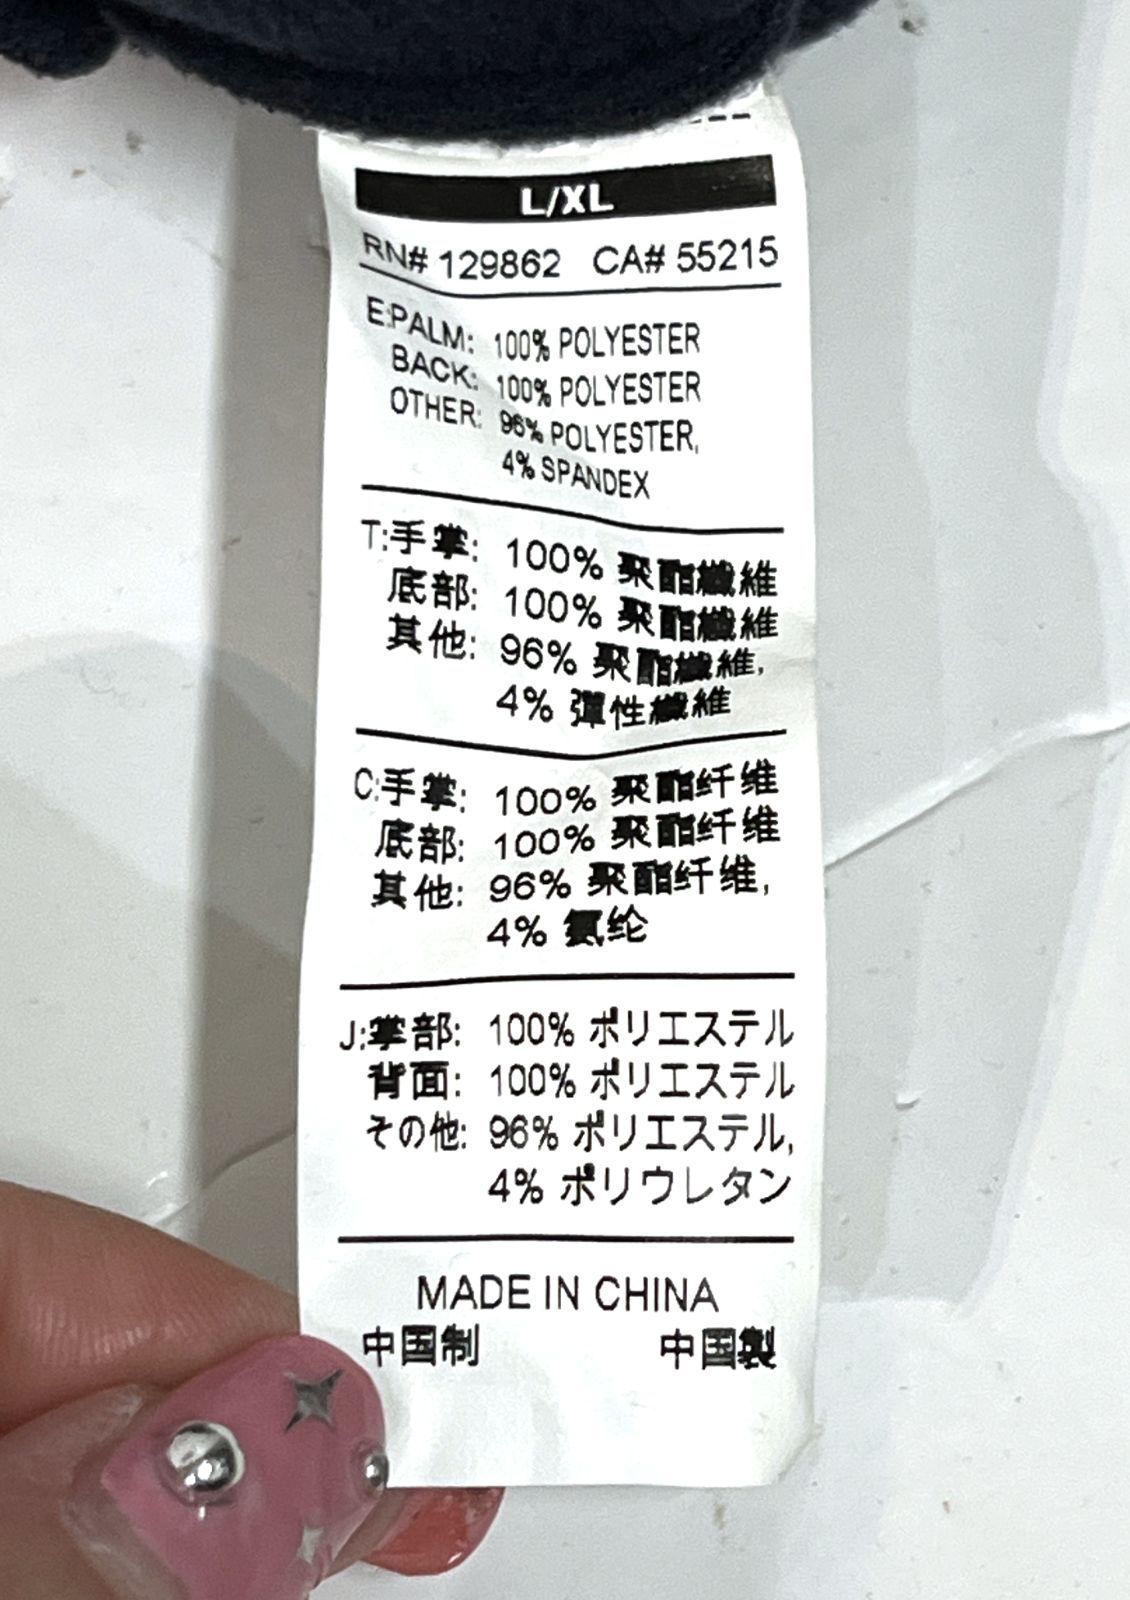 L/XL
RN# 129862 CA# 55215
E:PALM: 100% POLYESTER
BACK: 100% POLYESTER
OTHER: 96% POLYESTER,
4% SPANDEX
T:手掌: 100% 聚酯纖維
底部: 100% 聚酯纖維
其他: 96% 聚酯纖維,
4% 彈性纖維
C:手掌: 100% 聚酯纤维
底部: 100% 聚酯纤维
其他: 96% 聚酯纤维,
4% 氨纶
J:掌部: 100% ポリエステル
背面: 100% ポリエステル
その他: 96% ポリエステル,
4% ポリウレタン
MADE IN CHINA
中国制 中国製